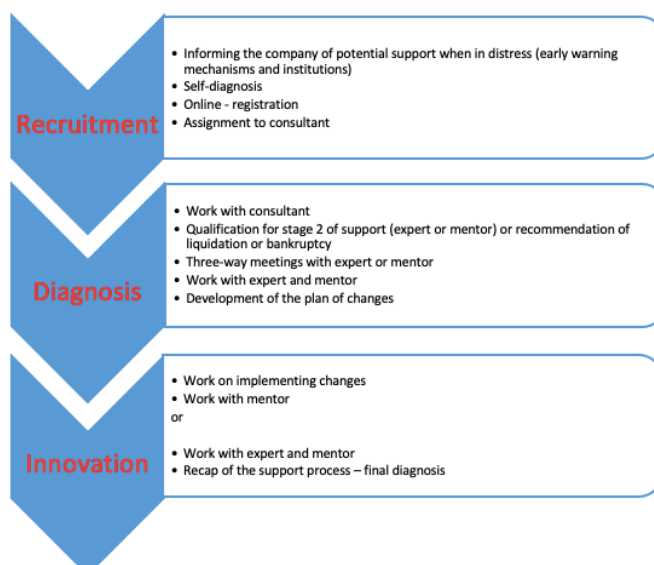 Recruitment
• Informing the company of potential support when in distress (early warning
mechanisms and institutions)
• Self-diagnosis
• Online - registration
• Assignment to consultant
Diagnosis
• Work with consultant
• Qualification for stage 2 of support (expert or mentor) or recommendation of
liquidation or bankruptcy
• Three-way meetings with expert or mentor
• Work with expert and mentor
• Development of the plan of changes
Innovation
• Work on implementing changes
• Work with mentor
or
• Work with expert and mentor
• Recap of the support process – final diagnosis